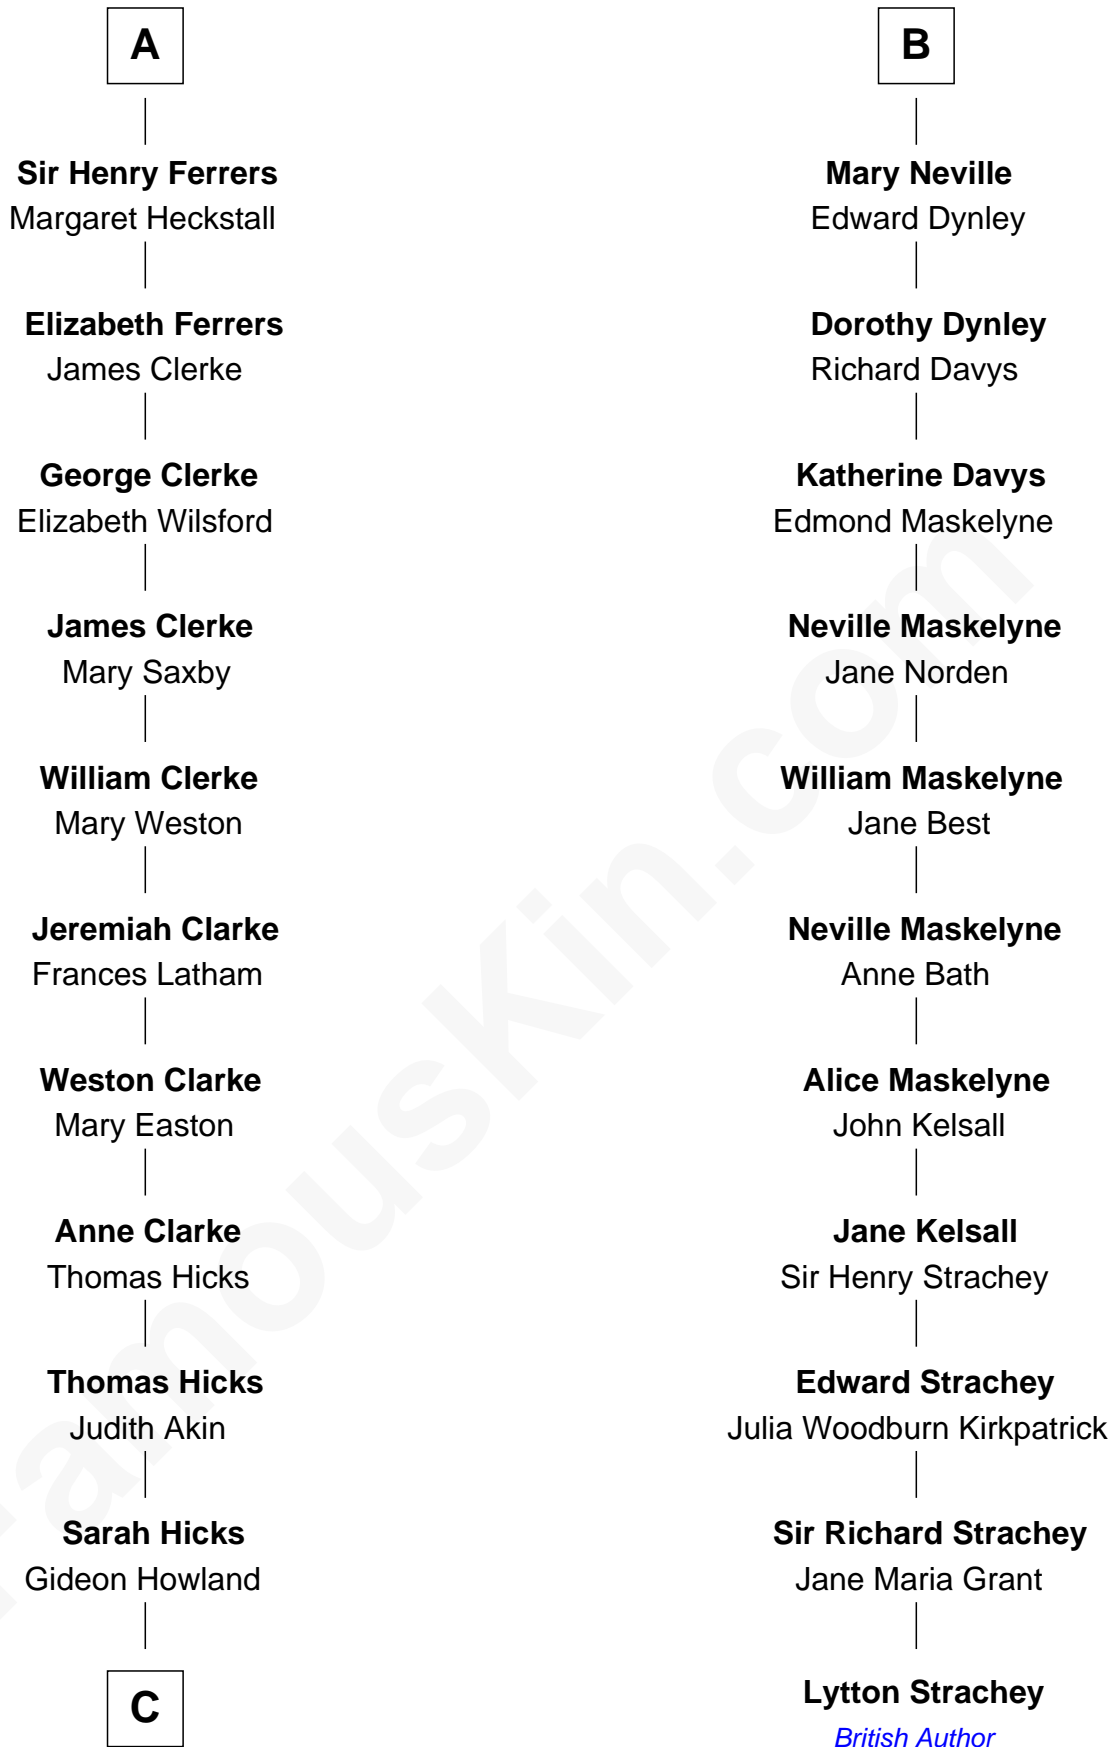 A
Sir Henry Ferrers
Margaret Heckstall
Elizabeth Ferrers
James Clerke
George Clerke
Elizabeth Wilsford
James Clerke
Mary Saxby
William Clerke
Mary Weston
Jeremiah Clarke
Frances Latham
Weston Clarke
Mary Easton
Anne Clarke
Thomas Hicks
Thomas Hicks
Judith Akin
Sarah Hicks
Gideon Howland
C
B
Mary Neville
Edward Dynley
Dorothy Dynley
Richard Davys
Katherine Davys
Edmond Maskelyne
Neville Maskelyne
Jane Norden
William Maskelyne
Jane Best
Neville Maskelyne
Anne Bath
Alice Maskelyne
John Kelsall
Jane Kelsall
Sir Henry Strachey
Edward Strachey
Julia Woodburn Kirkpatrick
Sir Richard Strachey
Jane Maria Grant
Lytton Strachey
British Author
FamousKin.com